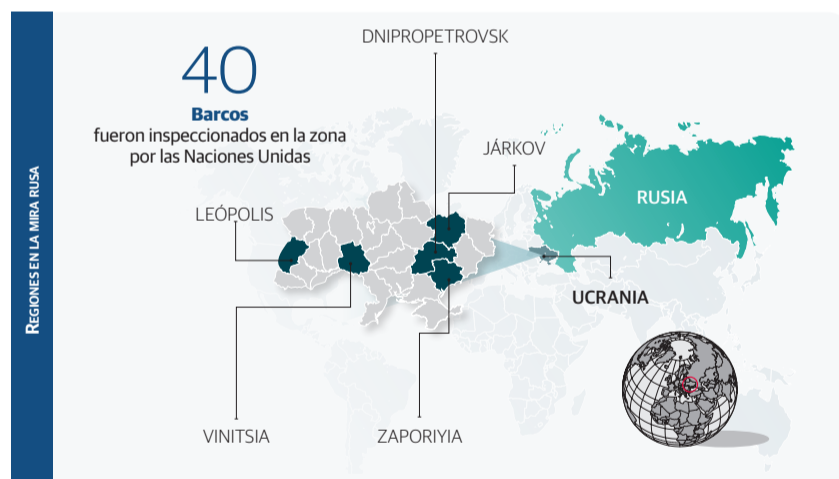 REGIONES EN LA MIRA RUSA
40
Barcos
fueron inspeccionados en la zona
por las Naciones Unidas
DNIPROPETROVSK
JÁRKOV
LEÓPOLIS
RUSIA
UCRANIA
VINITSIA
ZAPORIYIA